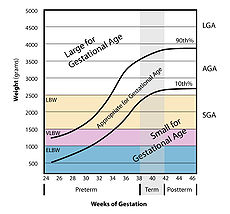 LGA
AGA
SGA
Weight (grams)
5000
4500
4000
3500
3000
2500
2000
1500
1000
500
Large for
Gestational Age
90th%
Appropriate for Gestational Age
10th%
Small for
Gestational Age
LBW
VLBW
ELBW
24 26 28 30 32 34 36 38 40 42 44 46
Preterm Term Postterm
Weeks of Gestation